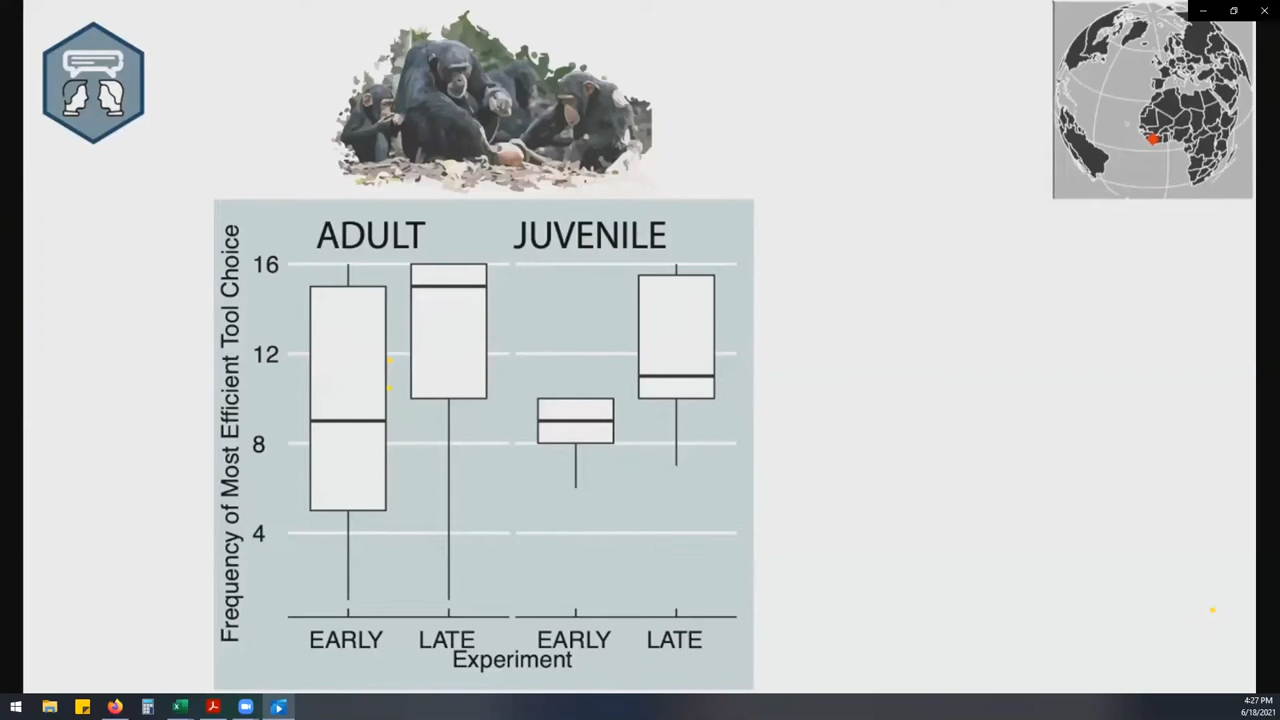 ADULT
JUVENILE
Frequency of Most Efficient Tool Choice
16
12
8
4
EARLY
LATE
EARLY
LATE
Experiment
4:27 PM
6/18/2021